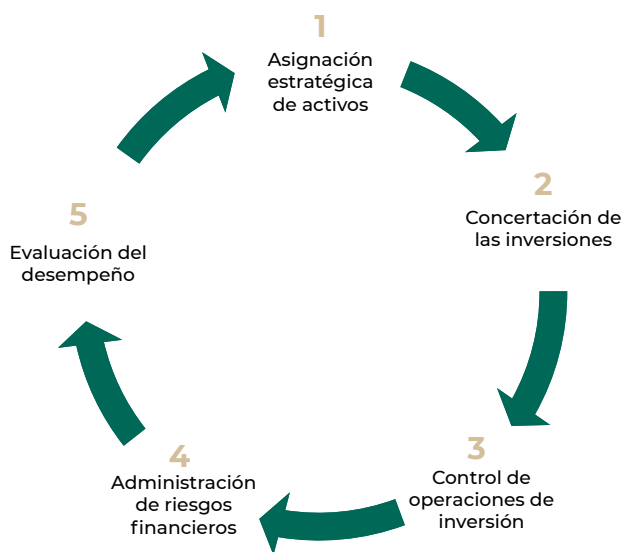 1
Asignación
estratégica
de activos
2
Concertación de
las inversiones
3
Control de
operaciones de
inversión
4
Administración
de riesgos
financieros
5
Evaluación del
desempeño